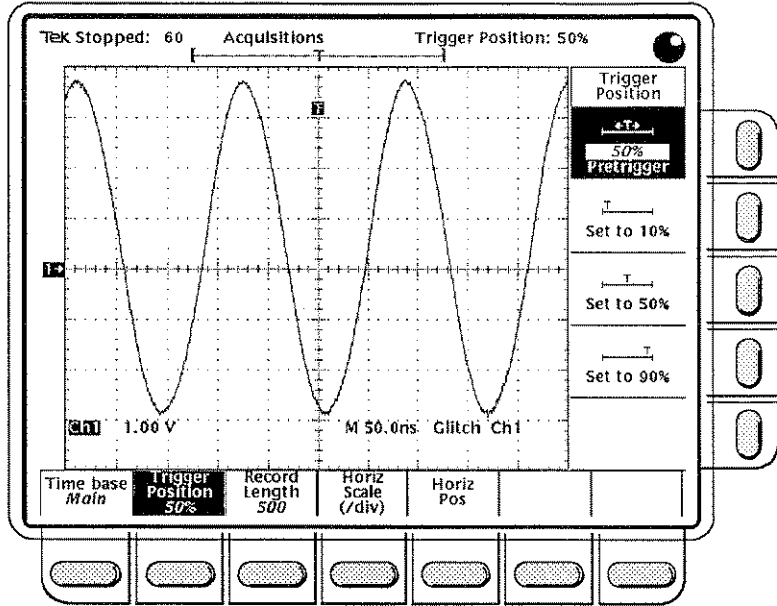 Tek Stopped: 60 Acquisitions Trigger Position: 50%
T
Trigger
Position
T
←T→
50%
Pretrigger
T
Set to 10%
1→
T
Set to 50%
T
Set to 90%
Ch1 1.00 V M 50.0ns Glitch Ch1
Time base
Main
Trigger
Position
50%
Record
Length
500
Horiz
Scale
(/div)
Horiz
Pos